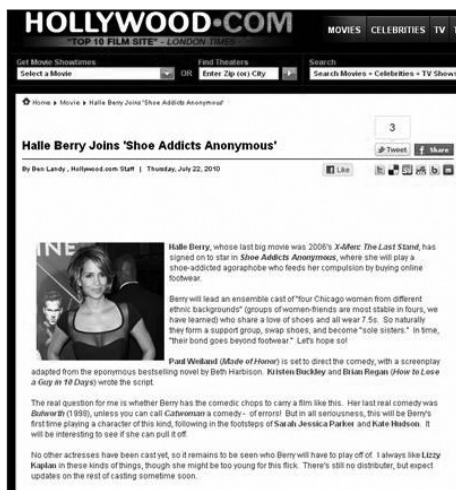 HOLLYWOOD•COM
"TOP 10 FILM SITE" - LONDON TIMES
MOVIES CELEBRITIES TV
Get Movie Showtimes
Select a Movie
OR
Find Theaters
Enter Zip (or) City
Search
Search Movies + Celebrities + TV Shows
Home ▸ Movie ▸ Halle Berry Joins 'Shoe Addicts Anonymous'
3
Halle Berry Joins 'Shoe Addicts Anonymous'
Tweet
Share
By Ben Landy , Hollywood.com Staff | Thursday, July 22, 2010
Like
INE
Halle Berry, whose last big movie was 2006's X-Men: The Last Stand, has
signed on to star in Shoe Addicts Anonymous, where she will play a
shoe-addicted agoraphobe who feeds her compulsion by buying online
footwear.
Berry will lead an ensemble cast of "four Chicago women from different
ethnic backgrounds" (groups of women-friends are most stable in fours, we
have learned) who share a love of shoes and all wear 7.5s. So naturally
they form a support group, swap shoes, and become "sole sisters." In time,
"their bond goes beyond footwear." Let's hope so!
Paul Weiland (Made of Honor) is set to direct the comedy, with a screenplay
adapted from the eponymous bestselling novel by Beth Harbison. Kristen Buckley and Brian Regan (How to Lose
a Guy in 10 Days) wrote the script.
The real question for me is whether Berry has the comedic chops to carry a film like this. Her last real comedy was
Bulworth (1998), unless you can call Catwoman a comedy - of errors! But in all seriousness, this will be Berry's
first time playing a character of this kind, following in the footsteps of Sarah Jessica Parker and Kate Hudson. It
will be interesting to see if she can pull it off.
No other actresses have been cast yet, so it remains to be seen who Berry will have to play off of. I always like Lizzy
Kaplan in these kinds of things, though she might be too young for this flick. There's still no distributer, but expect
updates on the rest of casting sometime soon.